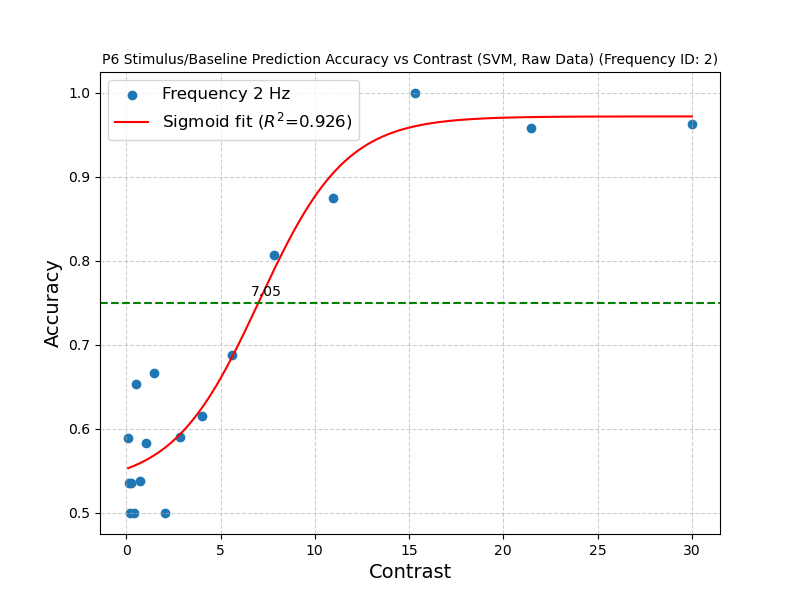 P6 Stimulus/Baseline Prediction Accuracy vs Contrast (SVM, Raw Data) (Frequency ID: 2)
Frequency 2 Hz
Sigmoid fit (R²=0.926)
1.0
0.9
0.8
0.7
0.6
0.5
Accuracy
7.05
0 5 10 15 20 25 30
Contrast